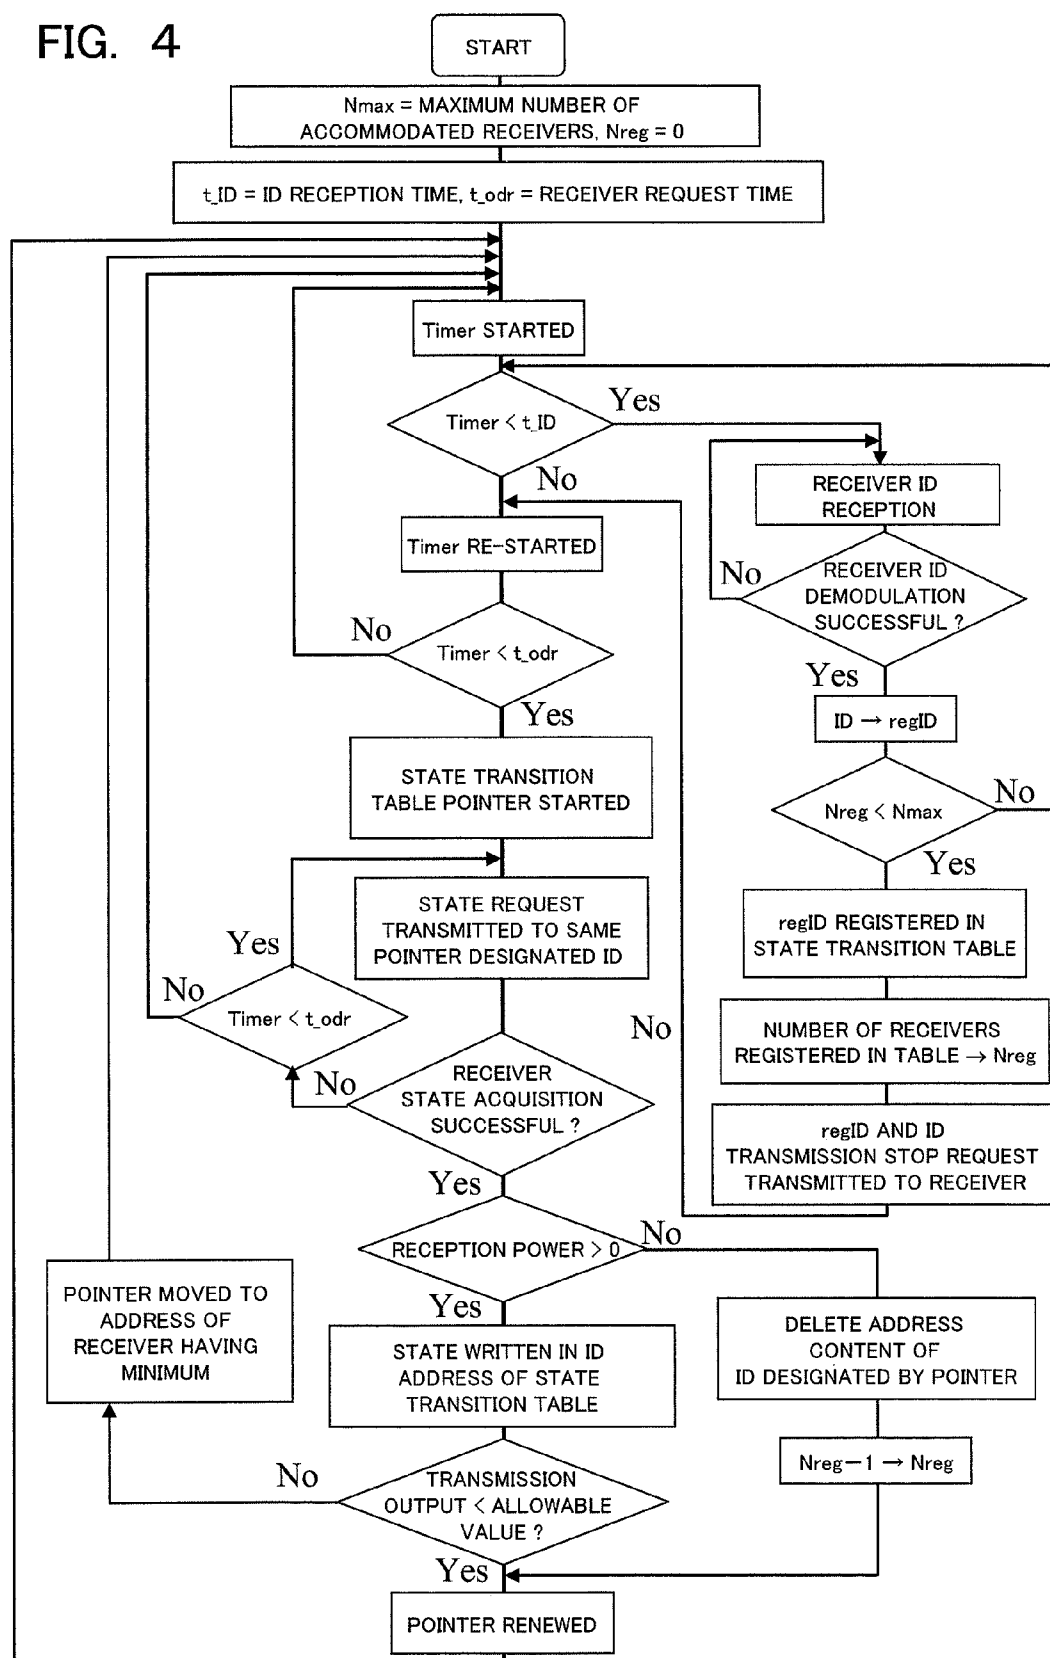 FIG. 4
START
Nmax = MAXIMUM NUMBER OF
ACCOMMODATED RECEIVERS, Nreg = 0
t_ID = ID RECEPTION TIME, t_odr = RECEIVER REQUEST TIME
Timer STARTED
Timer < t_ID
Yes
No
RECEIVER ID
RECEPTION
Timer RE-STARTED
No
RECEIVER ID
DEMODULATION
SUCCESSFUL ?
No
Timer < t_odr
Yes
Yes
ID → regID
STATE TRANSITION
TABLE POINTER STARTED
Nreg < Nmax
No
Yes
STATE REQUEST
TRANSMITTED TO SAME
POINTER DESIGNATED ID
regID REGISTERED IN
STATE TRANSITION TABLE
Yes
No
Timer < t_odr
No
NUMBER OF RECEIVERS
REGISTERED IN TABLE → Nreg
No
RECEIVER
STATE ACQUISITION
SUCCESSFUL ?
regID AND ID
TRANSMISSION STOP REQUEST
TRANSMITTED TO RECEIVER
Yes
RECEPTION POWER > 0
No
Yes
POINTER MOVED TO
ADDRESS OF
RECEIVER HAVING
MINIMUM
STATE WRITTEN IN ID
ADDRESS OF STATE
TRANSITION TABLE
DELETE ADDRESS
CONTENT OF
ID DESIGNATED BY POINTER
Nreg-1 → Nreg
No
TRANSMISSION
OUTPUT < ALLOWABLE
VALUE ?
Yes
POINTER RENEWED